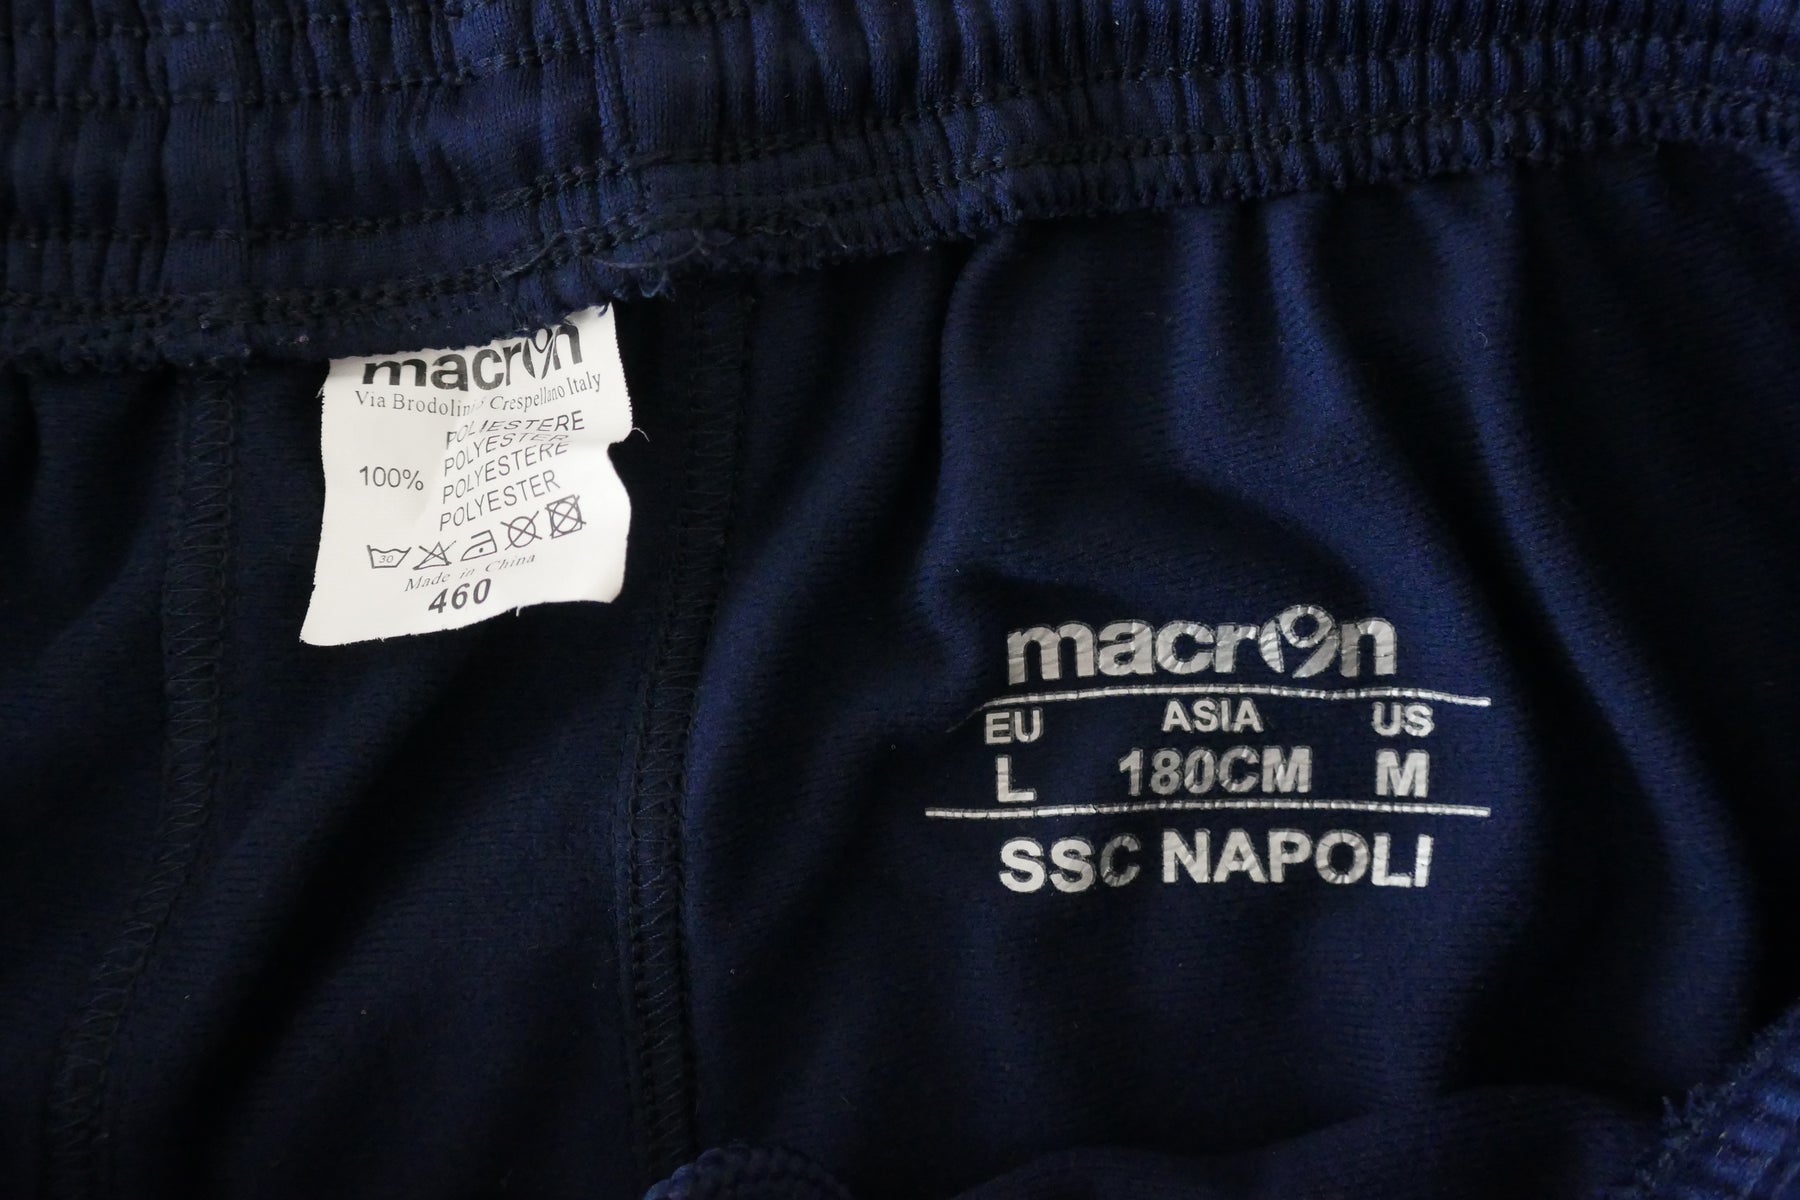 macron
Via Brodolini Crespellano Italy
POLIESTERE
POLYESTER
100%
POLYESTERE
POLYESTER
30
Made in China
460
macron
EU ASIA US
L 180CM M
SSC NAPOLI